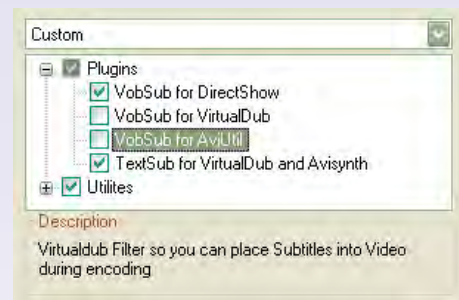 Custom
Plugins
VobSub for DirectShow
VobSub for VirtualDub
VobSub for AviUtil
TextSub for VirtualDub and Avisynth
Utilites
Description
Virtualdub Filter so you can place Subtitles into Video
during encoding